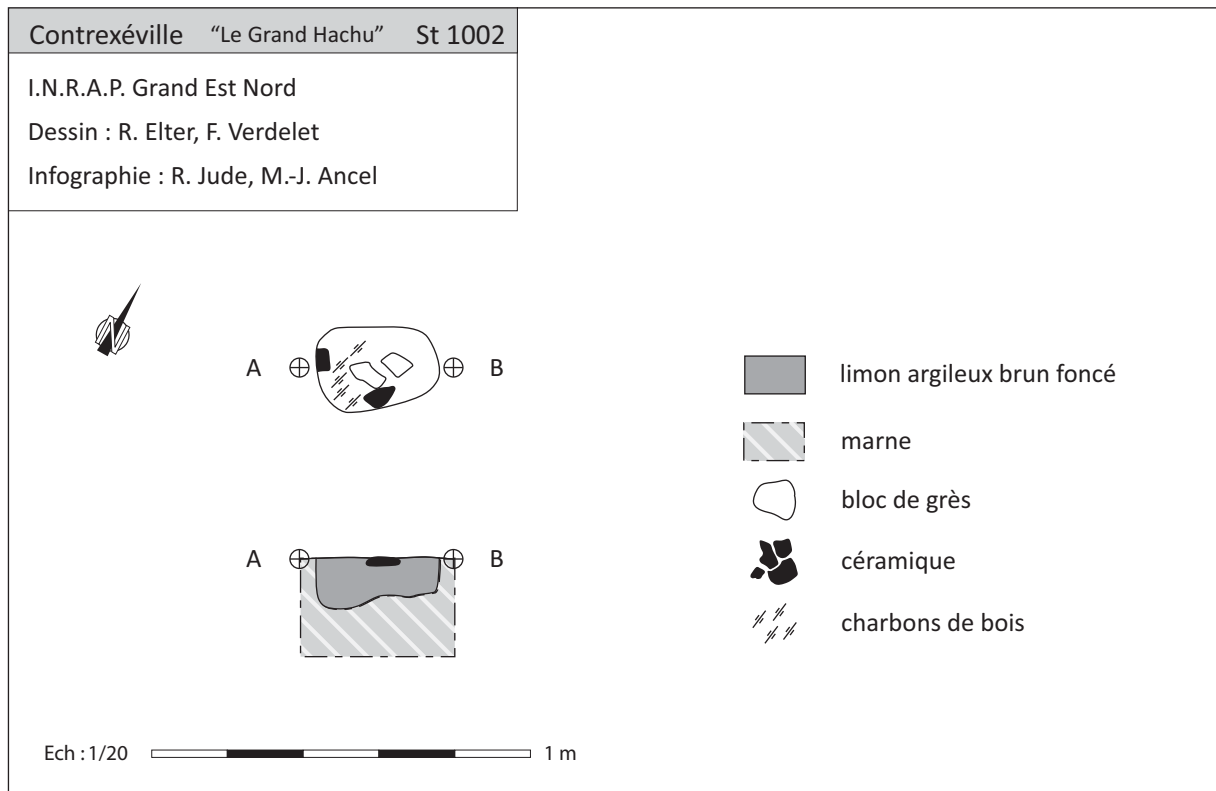 Contrexéville “Le Grand Hachu” St 1002
I.N.R.A.P. Grand Est Nord
Dessin : R. Elter, F. Verdelet
Infographie : R. Jude, M.-J. Ancel
A B
A B
limon argileux brun foncé
marne
bloc de grès
céramique
charbons de bois
Ech : 1/20 1 m